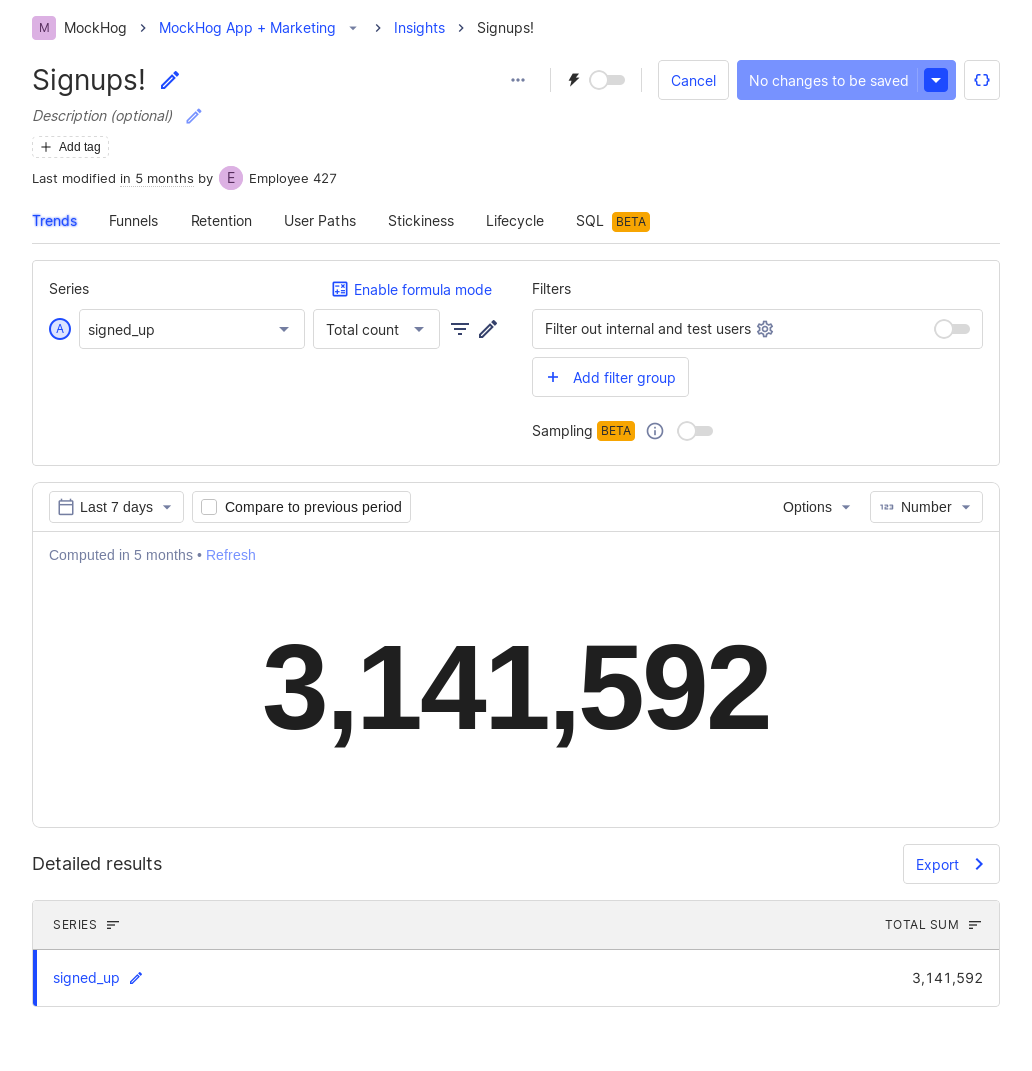 M MockHog > MockHog App + Marketing > Insights > Signups!
Signups!
Cancel No changes to be saved
Description (optional)
Add tag
Last modified in 5 months by E Employee 427
Trends Funnels Retention User Paths Stickiness Lifecycle SQL BETA
Series Enable formula mode
A signed_up Total count
Filters
Filter out internal and test users
+ Add filter group
Sampling BETA
Last 7 days Compare to previous period Options 123 Number
Computed in 5 months • Refresh
3,141,592
Detailed results Export
SERIES TOTAL SUM
signed_up 3,141,592